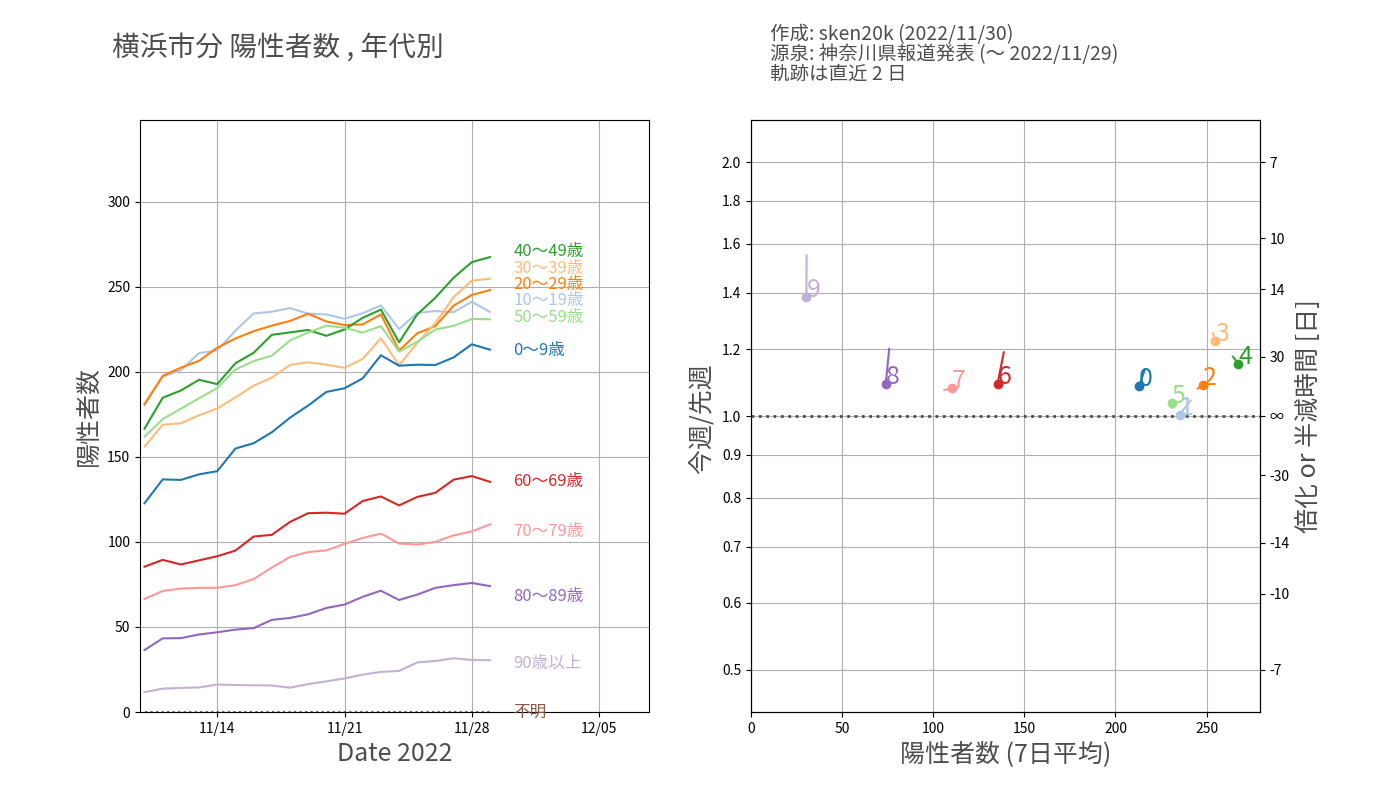 横浜市分 陽性者数 , 年代別
作成: sken20k (2022/11/30)
源泉: 神奈川県報道発表 (〜 2022/11/29)
軌跡は直近 2 日
陽性者数
300
250
200
150
100
50
0
11/14
11/21
11/28
12/05
Date 2022
40〜49歳
30〜39歳
20〜29歳
10〜19歳
50〜59歳
0〜9歳
60〜69歳
70〜79歳
80〜89歳
90歳以上
不明
今週/先週
2.0
1.8
1.6
1.4
1.2
1.0
0.9
0.8
0.7
0.6
0.5
9
8
7
6
0
5
1
2
3
4
0
50
100
150
200
250
陽性者数 (7日平均)
7
10
14
30
∞
-30
-14
-10
-7
倍化 or 半減時間 [日]